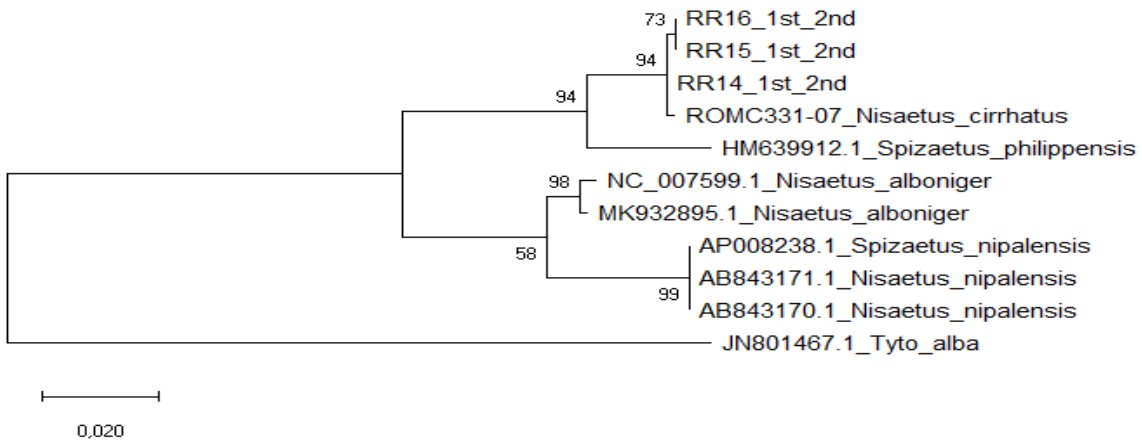 73
RR16_1st_2nd
RR15_1st_2nd
94
RR14_1st_2nd
94
ROMC331-07_Nisaetus_cirrhatus
HM639912.1_Spizaetus_philippensis
98
NC_007599.1_Nisaetus_alboniger
MK932895.1_Nisaetus_alboniger
58
AP008238.1_Spizaetus_nipalensis
AB843171.1_Nisaetus_nipalensis
99
AB843170.1_Nisaetus_nipalensis
JN801467.1_Tyto_alba
0,020